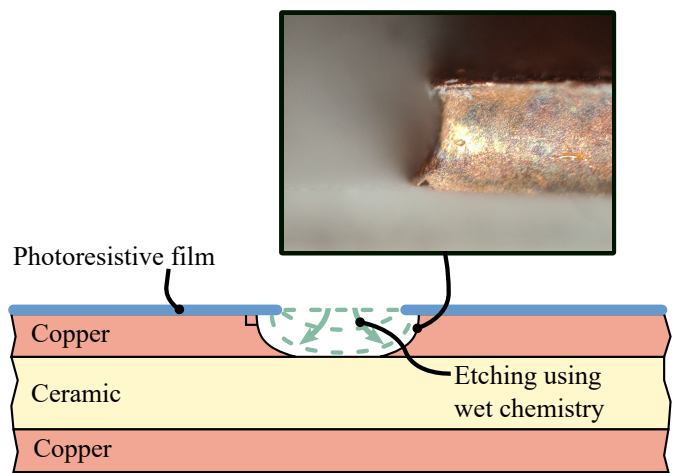 Photoresistive film
Copper
Ceramic
Etching using
wet chemistry
Copper